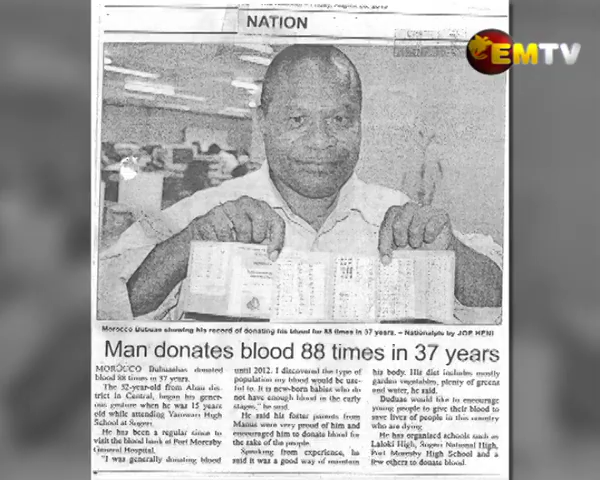 NATION
EMTV
Morocco Dubuan showing his record of donating his blood for 88 times in 37 years. – Nationalpic by JOE HENI
Man donates blood 88 times in 37 years
MOROCCO Dubuan has donated
blood 88 times in 37 years.
The 52-year-old from Abau dis-
trict in Central, began his gener-
ous gesture when he was 15 years
old while attending
High
School at Sogeri.
He has been a regular since to
visit the blood bank at Port Moresby
General Hospital.
"I was generally donating blood
until 2012. I discovered the type of
population my blood would be use-
ful to. It is new-born babies who do
not have enough blood in the early
stages," he said.
He said his foster parents from
Manus were very proud of him and
encouraged him to donate blood for
the sake of the people.
Speaking from experience, he
said it was a good way of maintain
his body. His diet includes mostly
garden vegetables, plenty of greens
and water, he said.
Dubuan would like to encourage
young people to give their blood to
save lives of people in this country
who are dying.
He has organised schools such as
Laloki High, Sogeri National High,
Port Moresby High School and a
few others to donate blood.